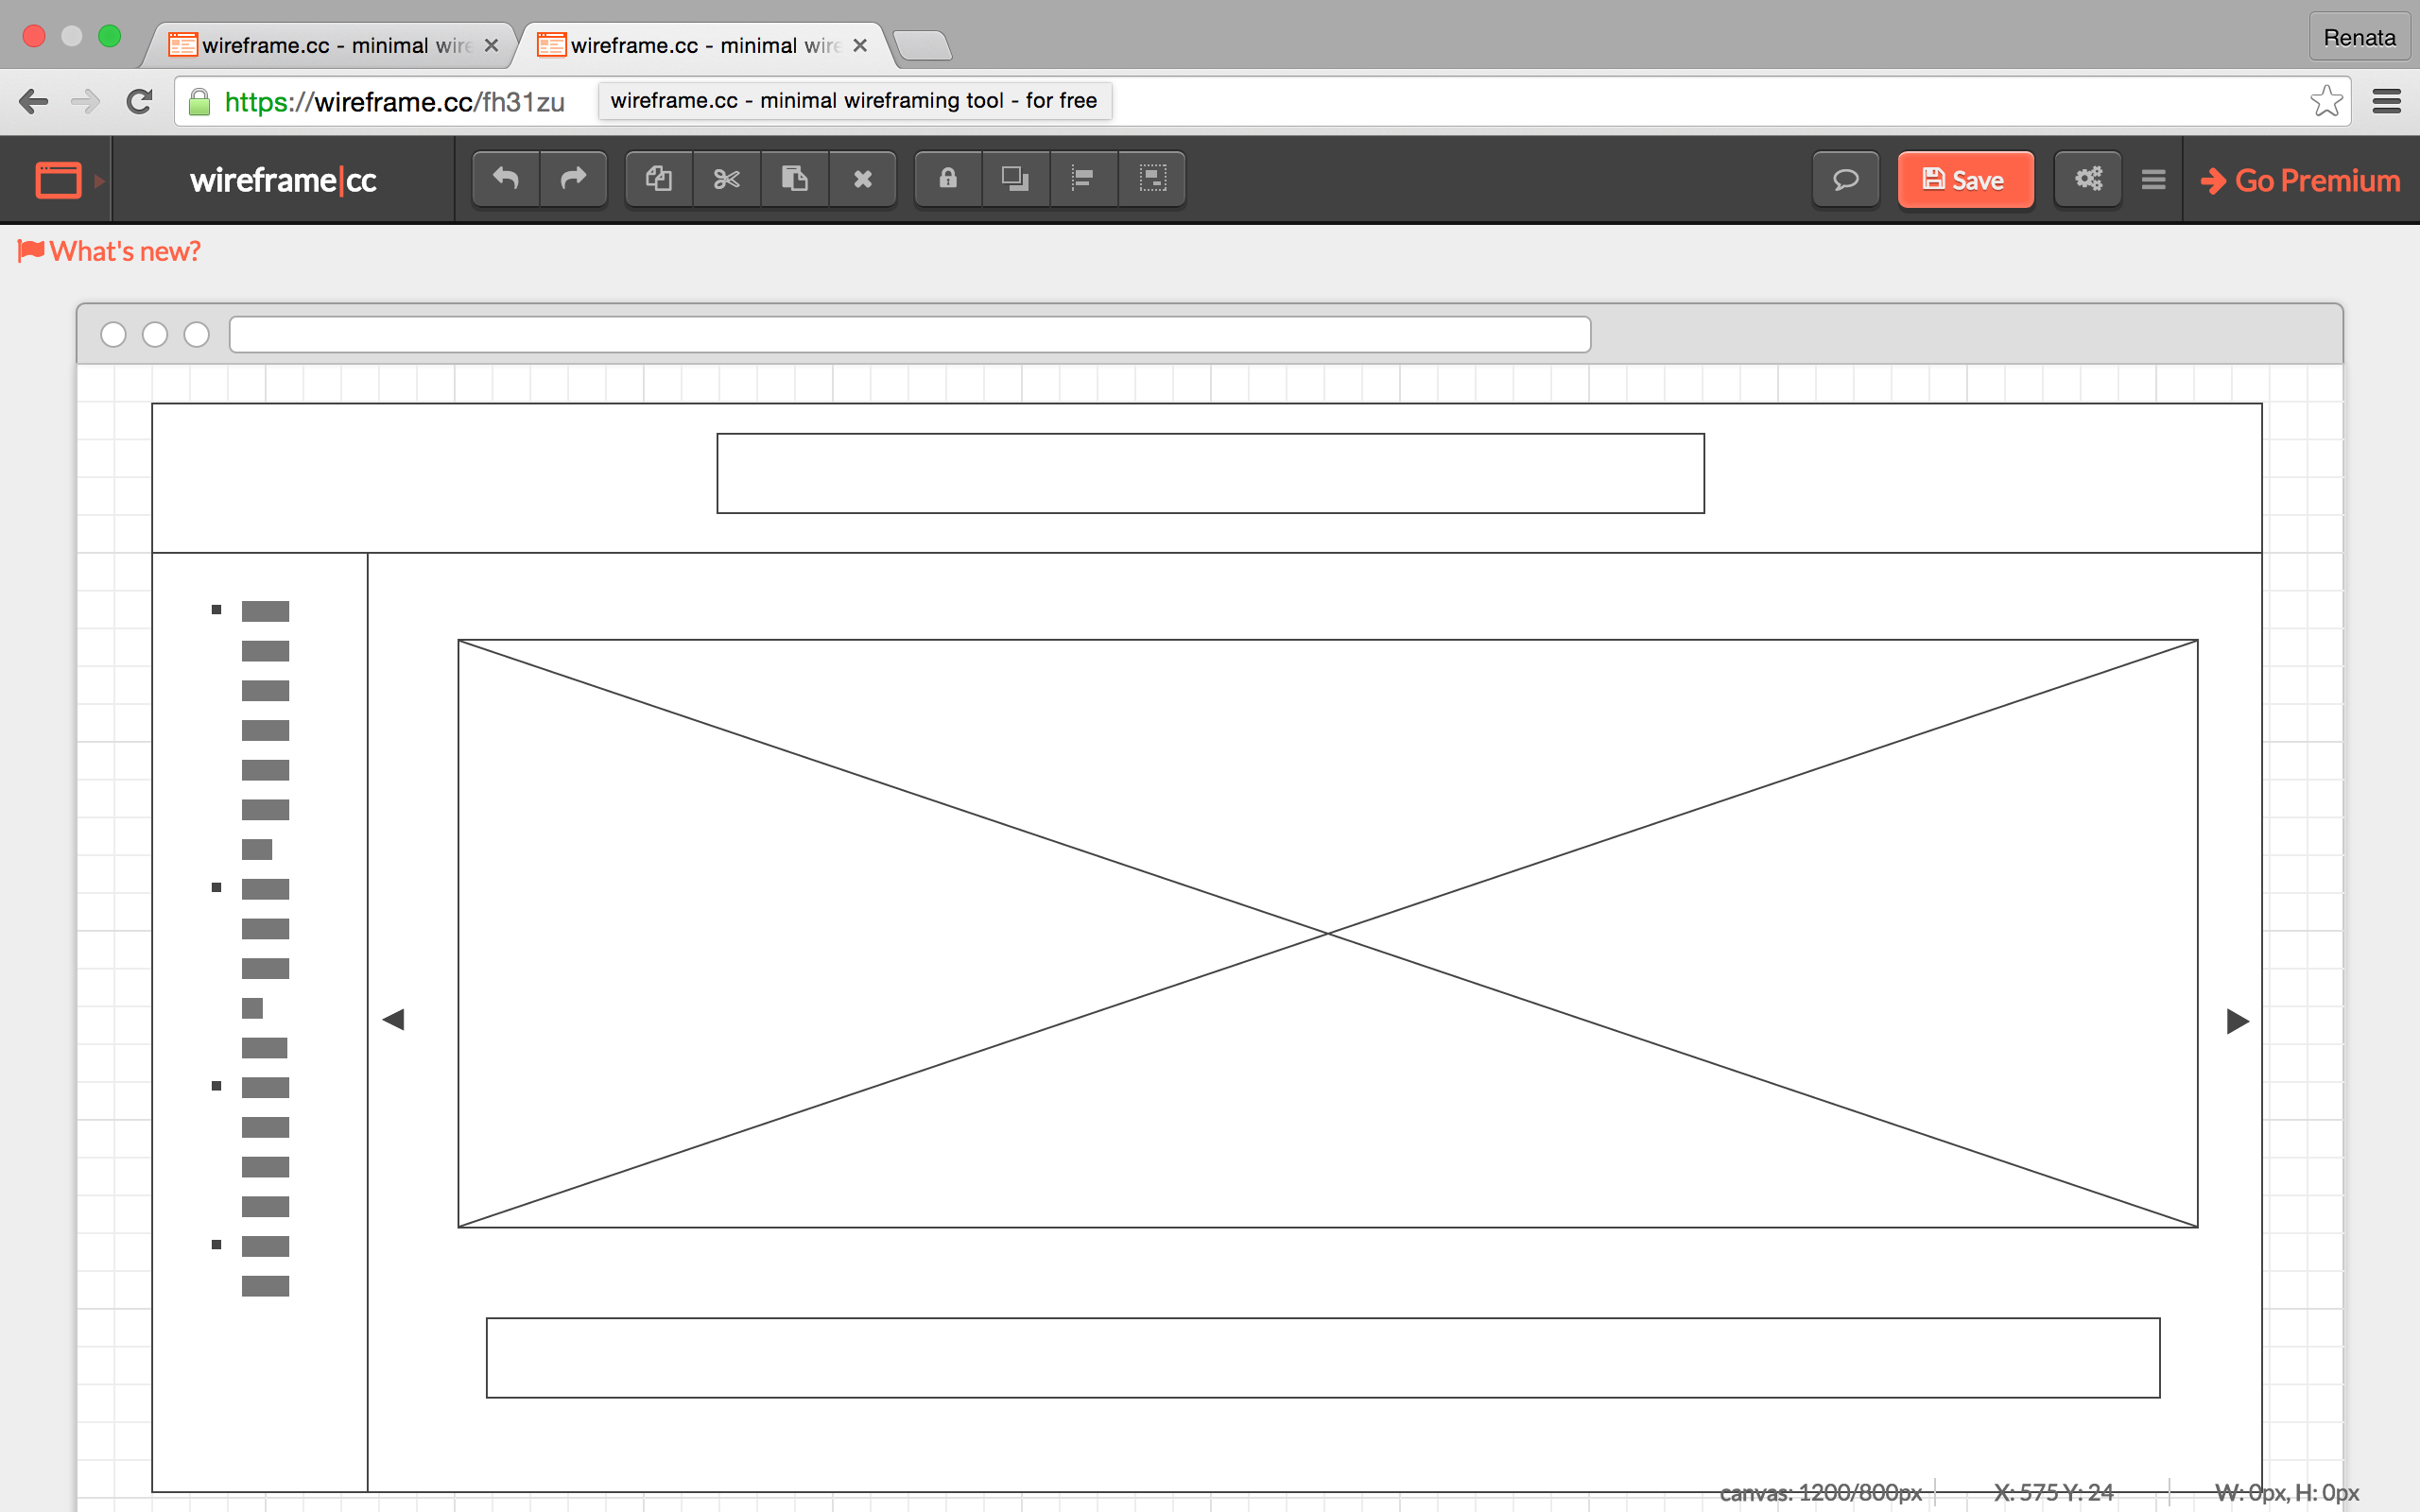 wireframe.cc - minimal wire
wireframe.cc - minimal wire
Renata
https://wireframe.cc/fh31zu
wireframe.cc - minimal wireframing tool - for free
wireframe|cc
Save
Go Premium
What's new?
canvas: 1200/800px
X: 575 Y: 24
W: 0px, H: 0px